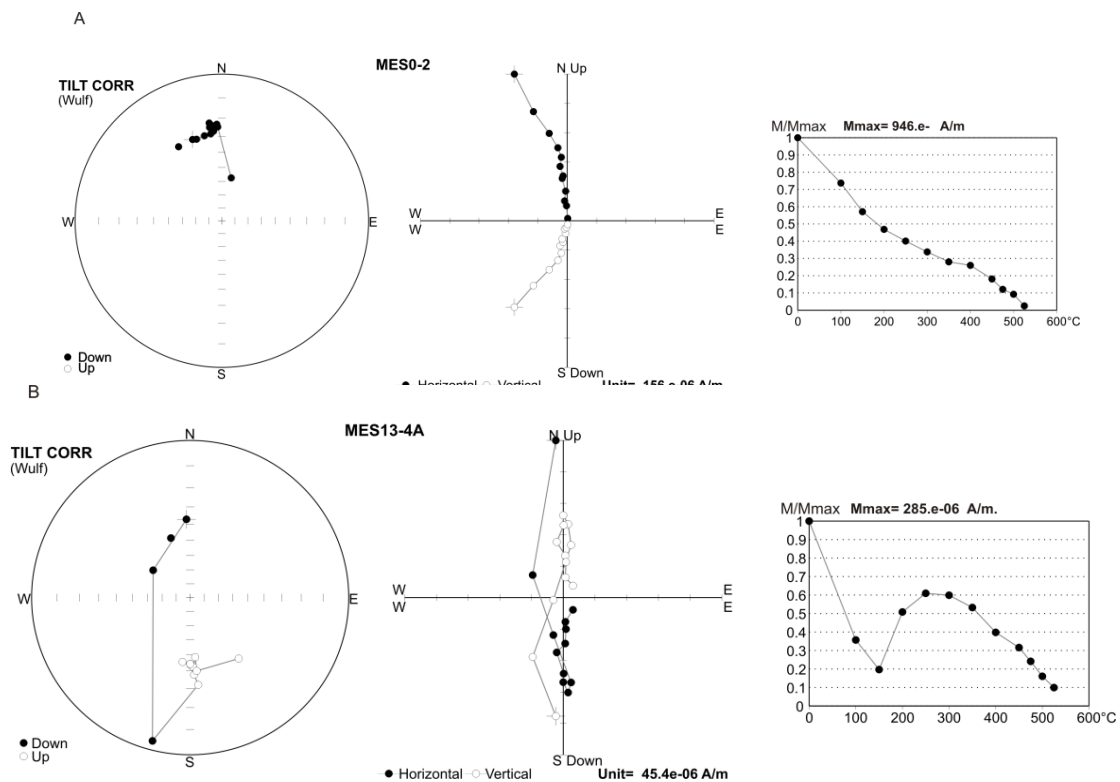 A
TILT CORR
(Wulf)
N
W
E
S
● Down
○ Up
MES0-2
N Up
W
W
E
E
S Down
● Horizontal ○ Vertical Unit= 156.e-06 A/m
M/Mmax Mmax= 946.e- A/m
1
0.9
0.8
0.7
0.6
0.5
0.4
0.3
0.2
0.1
0
0 100 200 300 400 500 600°C
B
TILT CORR
(Wulf)
N
W
E
S
● Down
○ Up
MES13-4A
N Up
W
W
E
E
S Down
● Horizontal ○ Vertical Unit= 45.4e-06 A/m
M/Mmax Mmax= 285.e-06 A/m.
1
0.9
0.8
0.7
0.6
0.5
0.4
0.3
0.2
0.1
0 100 200 300 400 500 600°C